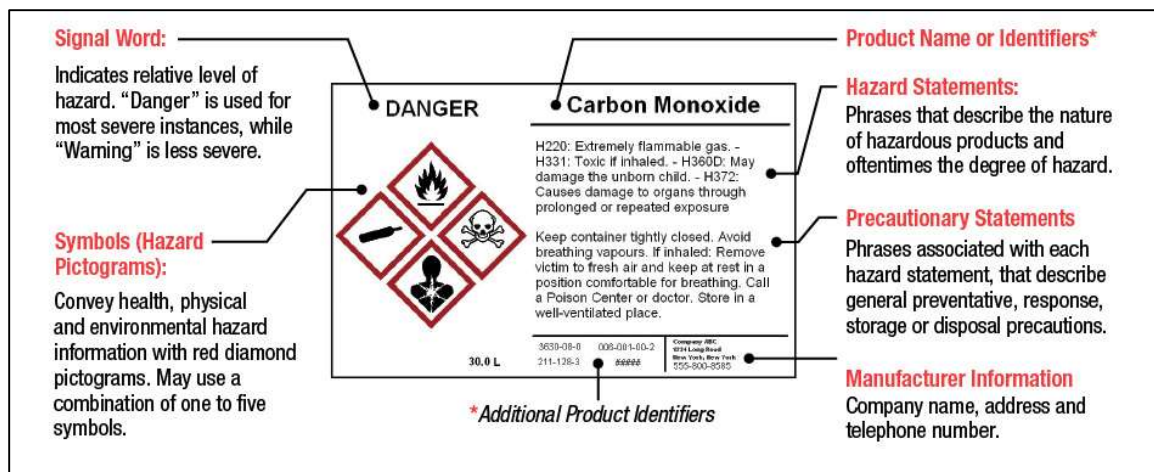 Signal Word:
Indicates relative level of
hazard. “Danger” is used for
most severe instances, while
“Warning” is less severe.
Symbols (Hazard
Pictograms):
Convey health, physical
and environmental hazard
information with red diamond
pictograms. May use a
combination of one to five
symbols.
DANGER
30,0 L
Carbon Monoxide
H220: Extremely flammable gas. -
H331: Toxic if inhaled. - H360D: May
damage the unborn child. - H372:
Causes damage to organs through
prolonged or repeated exposure
Keep container tightly closed. Avoid
breathing vapours. If inhaled: Remove
victim to fresh air and keep at rest in a
position comfortable for breathing. Call
a Poison Center or doctor. Store in a
well-ventilated place.
3630-08-0 006-001-00-2
211-128-3 #####
Company ABC
1234 Long Road
New York, New York
555-800-8585
*Additional Product Identifiers
Product Name or Identifiers*
Hazard Statements:
Phrases that describe the nature
of hazardous products and
oftentimes the degree of hazard.
Precautionary Statements
Phrases associated with each
hazard statement, that describe
general preventative, response,
storage or disposal precautions.
Manufacturer Information
Company name, address and
telephone number.